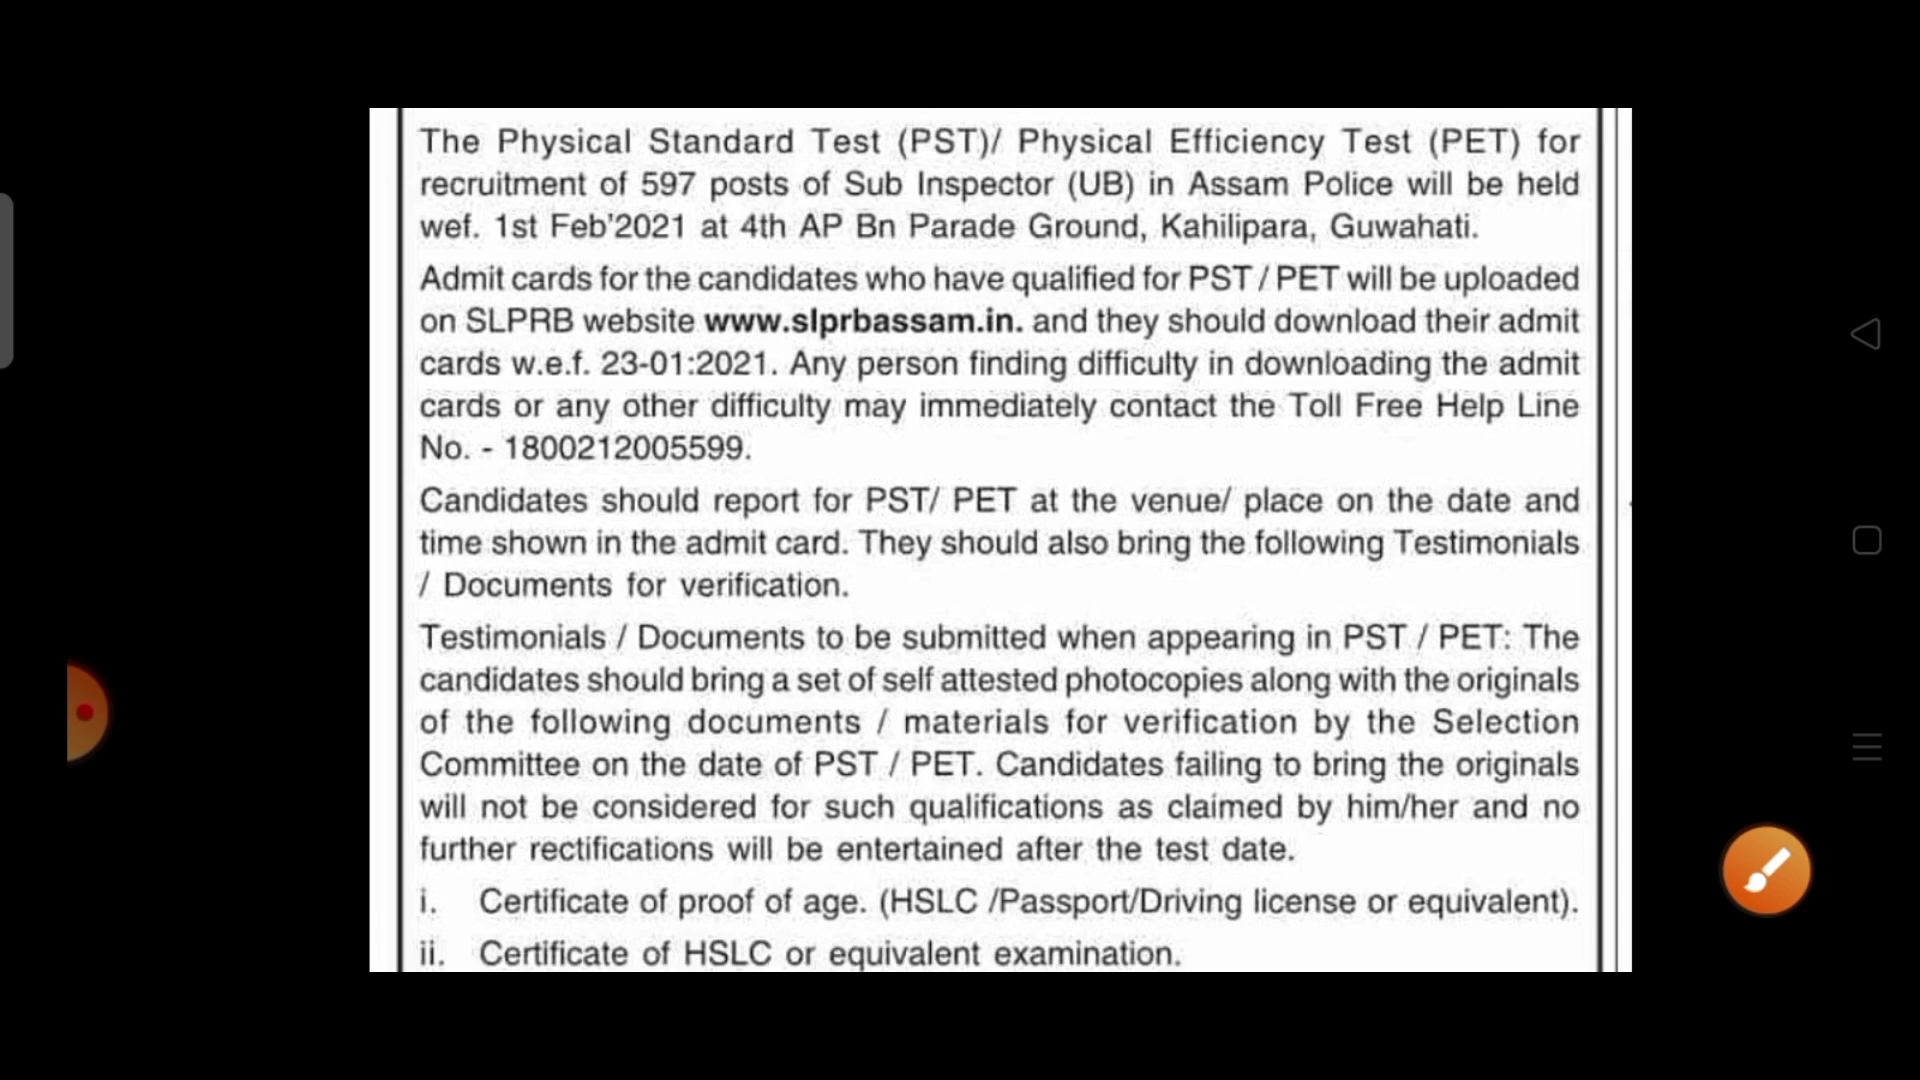 The Physical Standard Test (PST)/ Physical Efficiency Test (PET) for
recruitment of 597 posts of Sub Inspector (UB) in Assam Police will be held
wef. 1st Feb'2021 at 4th AP Bn Parade Ground, Kahilipara, Guwahati.
Admit cards for the candidates who have qualified for PST / PET will be uploaded
on SLPRB website www.slprbassam.in. and they should download their admit
cards w.e.f. 23-01:2021. Any person finding difficulty in downloading the admit
cards or any other difficulty may immediately contact the Toll Free Help Line
No. - 1800212005599.
Candidates should report for PST/ PET at the venue/ place on the date and
time shown in the admit card. They should also bring the following Testimonials
/ Documents for verification.
Testimonials / Documents to be submitted when appearing in PST / PET: The
candidates should bring a set of self attested photocopies along with the originals
of the following documents / materials for verification by the Selection
Committee on the date of PST / PET. Candidates failing to bring the originals
will not be considered for such qualifications as claimed by him/her and no
further rectifications will be entertained after the test date.
i. Certificate of proof of age. (HSLC /Passport/Driving license or equivalent).
ii. Certificate of HSLC or equivalent examination.